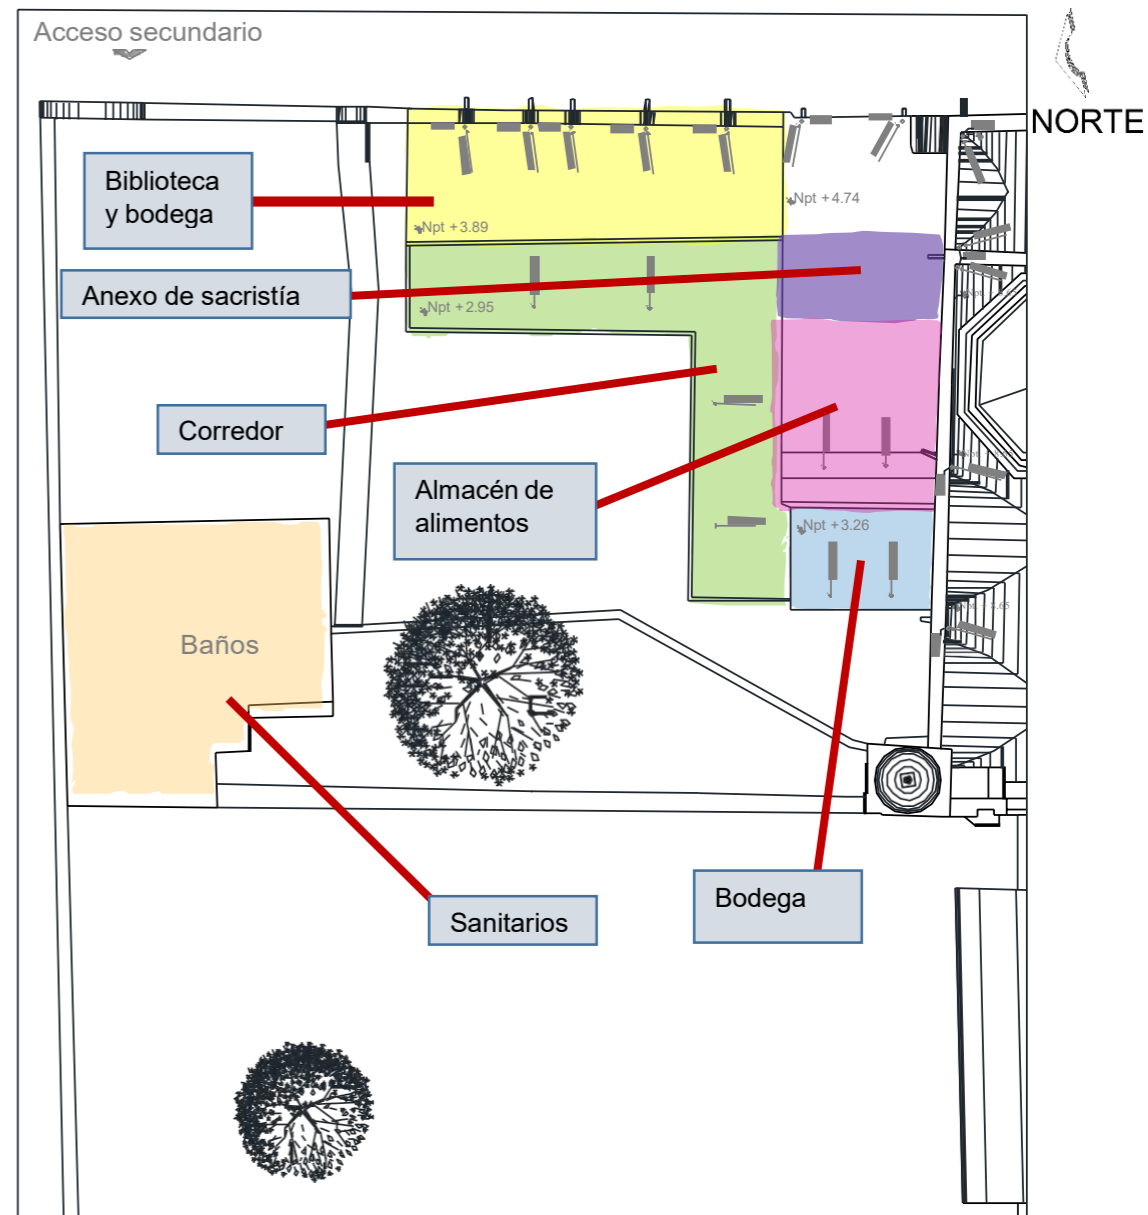 Acceso secundario
NORTE
Biblioteca
y bodega
Npt +4.74
Npt +3.89
Anexo de sacristía
Npt +2.95
Corredor
Almacén de
alimentos
Npt +3.26
Baños
Bodega
Sanitarios